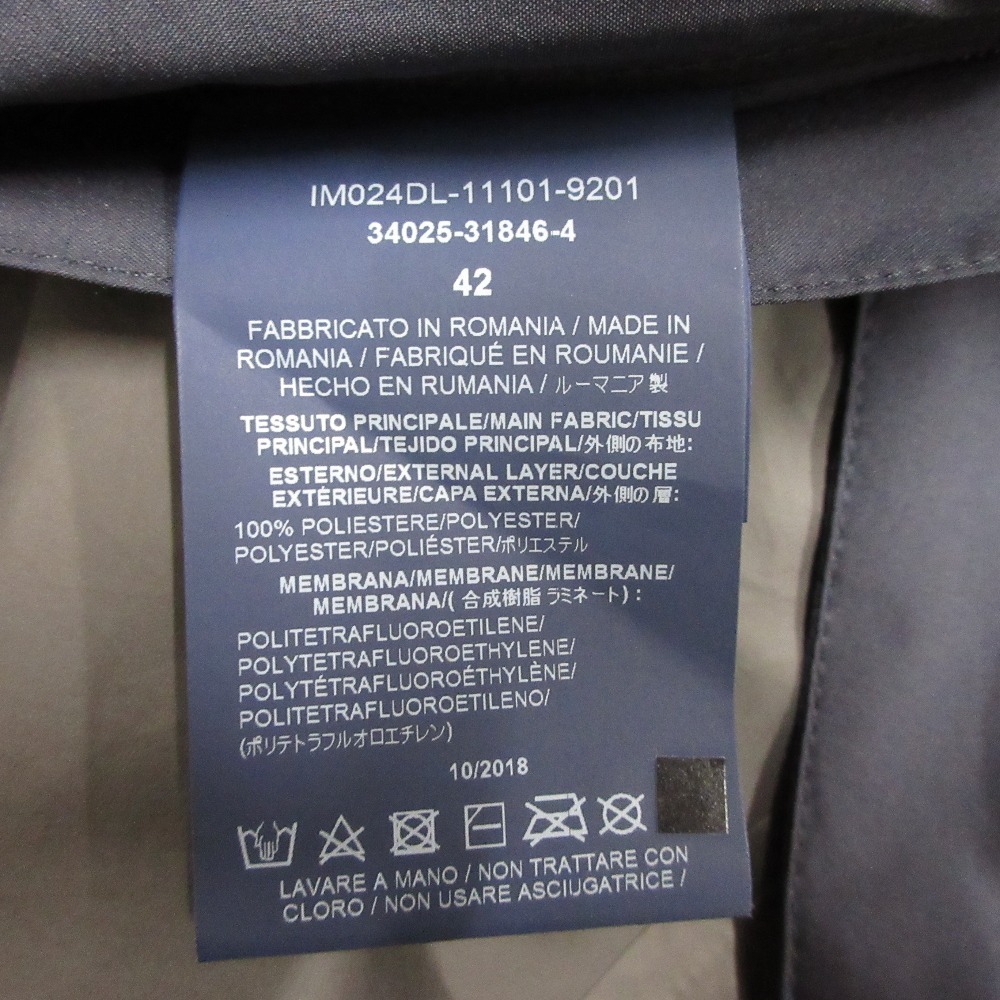 IM024DL-11101-9201
34025-31846-4
42
FABBRICATO IN ROMANIA / MADE IN
ROMANIA / FABRIQUÉ EN ROUMANIE /
HECHO EN RUMANIA / ルーマニア製
TESSUTO PRINCIPALE/MAIN FABRIC/TISSU
PRINCIPAL/TEJIDO PRINCIPAL/外側の布地:
ESTERNO/EXTERNAL LAYER/COUCHE
EXTÉRIEURE/CAPA EXTERNA/外側の層:
100% POLIESTERE/POLYESTER/
POLYESTER/POLIÉSTER/ポリエステル
MEMBRANA/MEMBRANE/MEMBRANE/
MEMBRANA/(合成樹脂 ラミネート):
POLITETRAFLUOROETILENE/
POLYTETRAFLUOROETHYLENE/
POLYTÉTRAFLUOROÉTHYLÈNE/
POLITETRAFLUOROETILENO/
(ポリテトラフルオロエチレン)
10/2018
LAVARE A MANO / NON TRATTARE CON
CLORO / NON USARE ASCIUGATRICE /